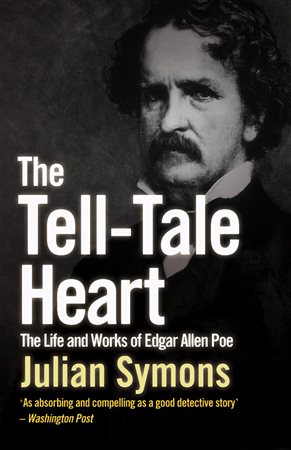 The
Tell-Tale
Heart
The Life and Works of Edgar Allen Poe
Julian Symons
'As absorbing and compelling as a good detective story'
– Washington Post